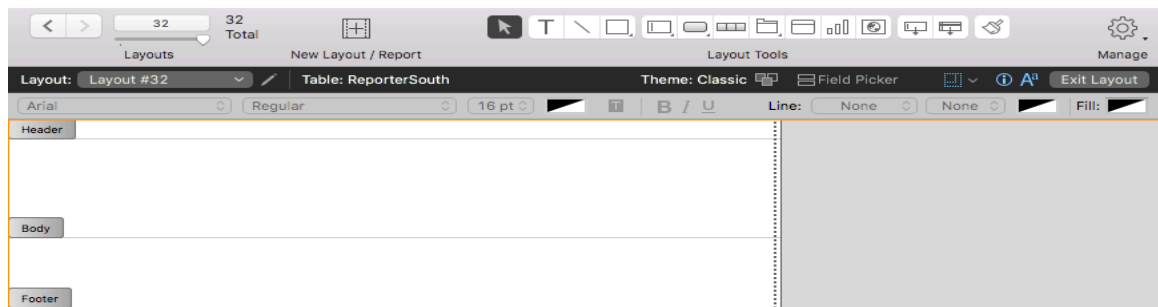 32 32 Total
Layouts New Layout / Report Layout Tools Manage
Layout: Layout #32 Table: ReporterSouth Theme: Classic Field Picker Aa Exit Layout
Arial Regular 16 pt T B I U Line: None None Fill:
Header
Body
Footer